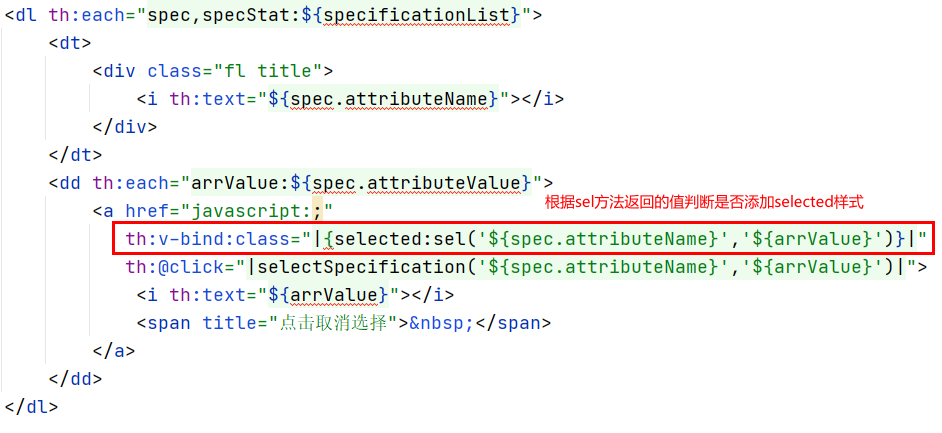 <dl th:each="spec,specStat:${specificationList}">
<dt>
<div class="fl title">
<i th:text="${spec.attributeName}"></i>
</div>
</dt>
<dd th:each="arrValue:${spec.attributeValue}">
<a href="javascript:;"
根据sel方法返回的值判断是否添加selected样式
th:v-bind:class="|{selected:sel('${spec.attributeName}','${arrValue}')}|"
th:@click="|selectSpecification('${spec.attributeName}','${arrValue}')|">
<i th:text="${arrValue}"></i>
<span title="点击取消选择">&nbsp;</span>
</a>
</dd>
</dl>